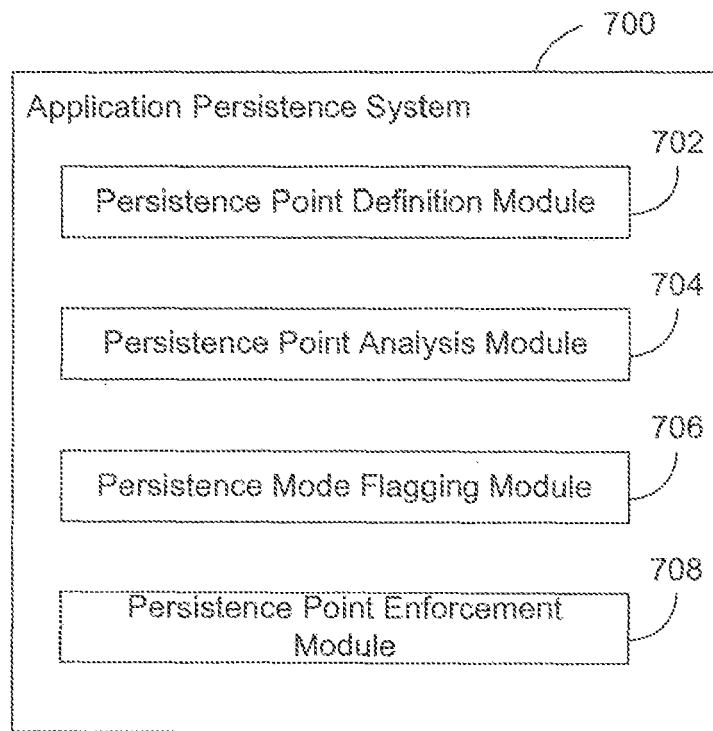 700
Application Persistence System
702
Persistence Point Definition Module
704
Persistence Point Analysis Module
706
Persistence Mode Flagging Module
708
Persistence Point Enforcement
Module